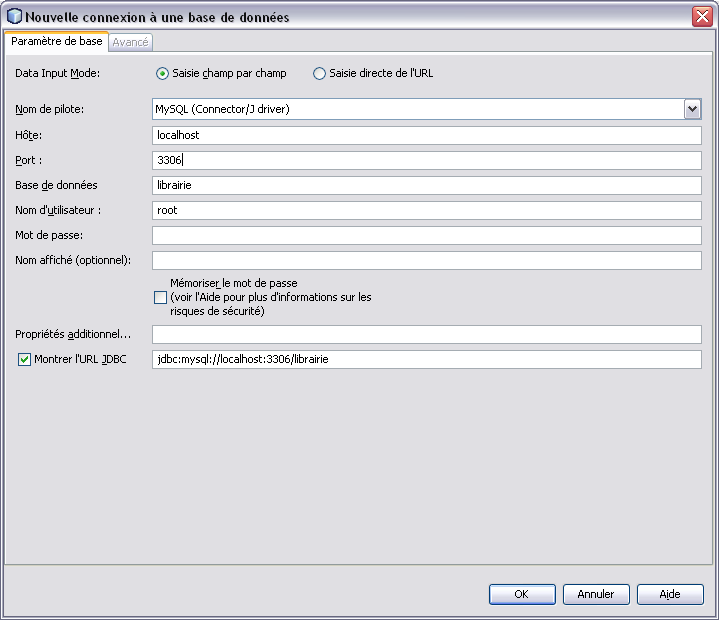 Nouvelle connexion à une base de données
Paramètre de base Avancé
Data Input Mode: Saisie champ par champ Saisie directe de l'URL
Nom de pilote: MySQL (Connector/J driver)
Hôte: localhost
Port : 3306
Base de données librairie
Nom d'utilisateur : root
Mot de passe:
Nom affiché (optionnel):
Mémoriser le mot de passe
(voir l'Aide pour plus d'informations sur les
risques de sécurité)
Propriétés additionnel...
Montrer l'URL JDBC jdbc:mysql://localhost:3306/librairie
OK Annuler Aide